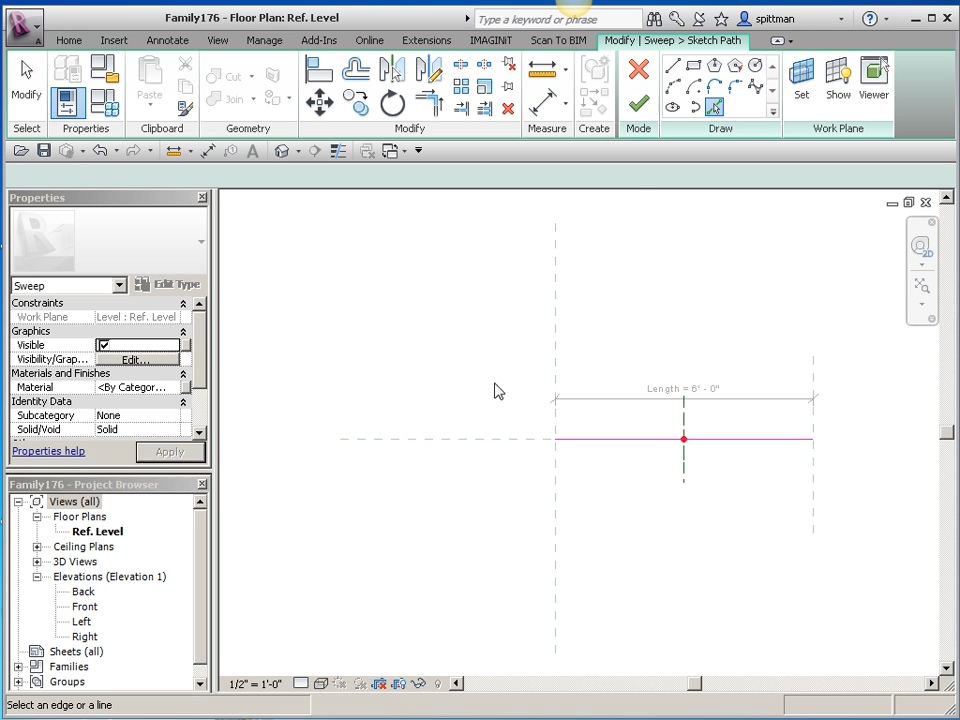 Family176 - Floor Plan: Ref. Level
Type a keyword or phrase
spittman
Home Insert Annotate View Manage Add-Ins Online Extensions IMAGINiT Scan To BIM Modify | Sweep > Sketch Path
Modify
Paste
Cut
Join
Set Show Viewer
Select Properties Clipboard Geometry Modify Measure Create Mode Draw Work Plane
Properties
Sweep
Edit Type
Constraints
Work Plane Level : Ref. Level
Graphics
Visible
Visibility/Grap... Edit...
Materials and Finishes
Material <By Categor...
Identity Data
Subcategory None
Solid/Void Solid
Properties help
Apply
Family176 - Project Browser
Views (all)
Floor Plans
Ref. Level
Ceiling Plans
3D Views
Elevations (Elevation 1)
Back
Front
Left
Right
Sheets (all)
Families
Groups
Length = 6' - 0"
2D
1/2" = 1'-0"
Select an edge or a line